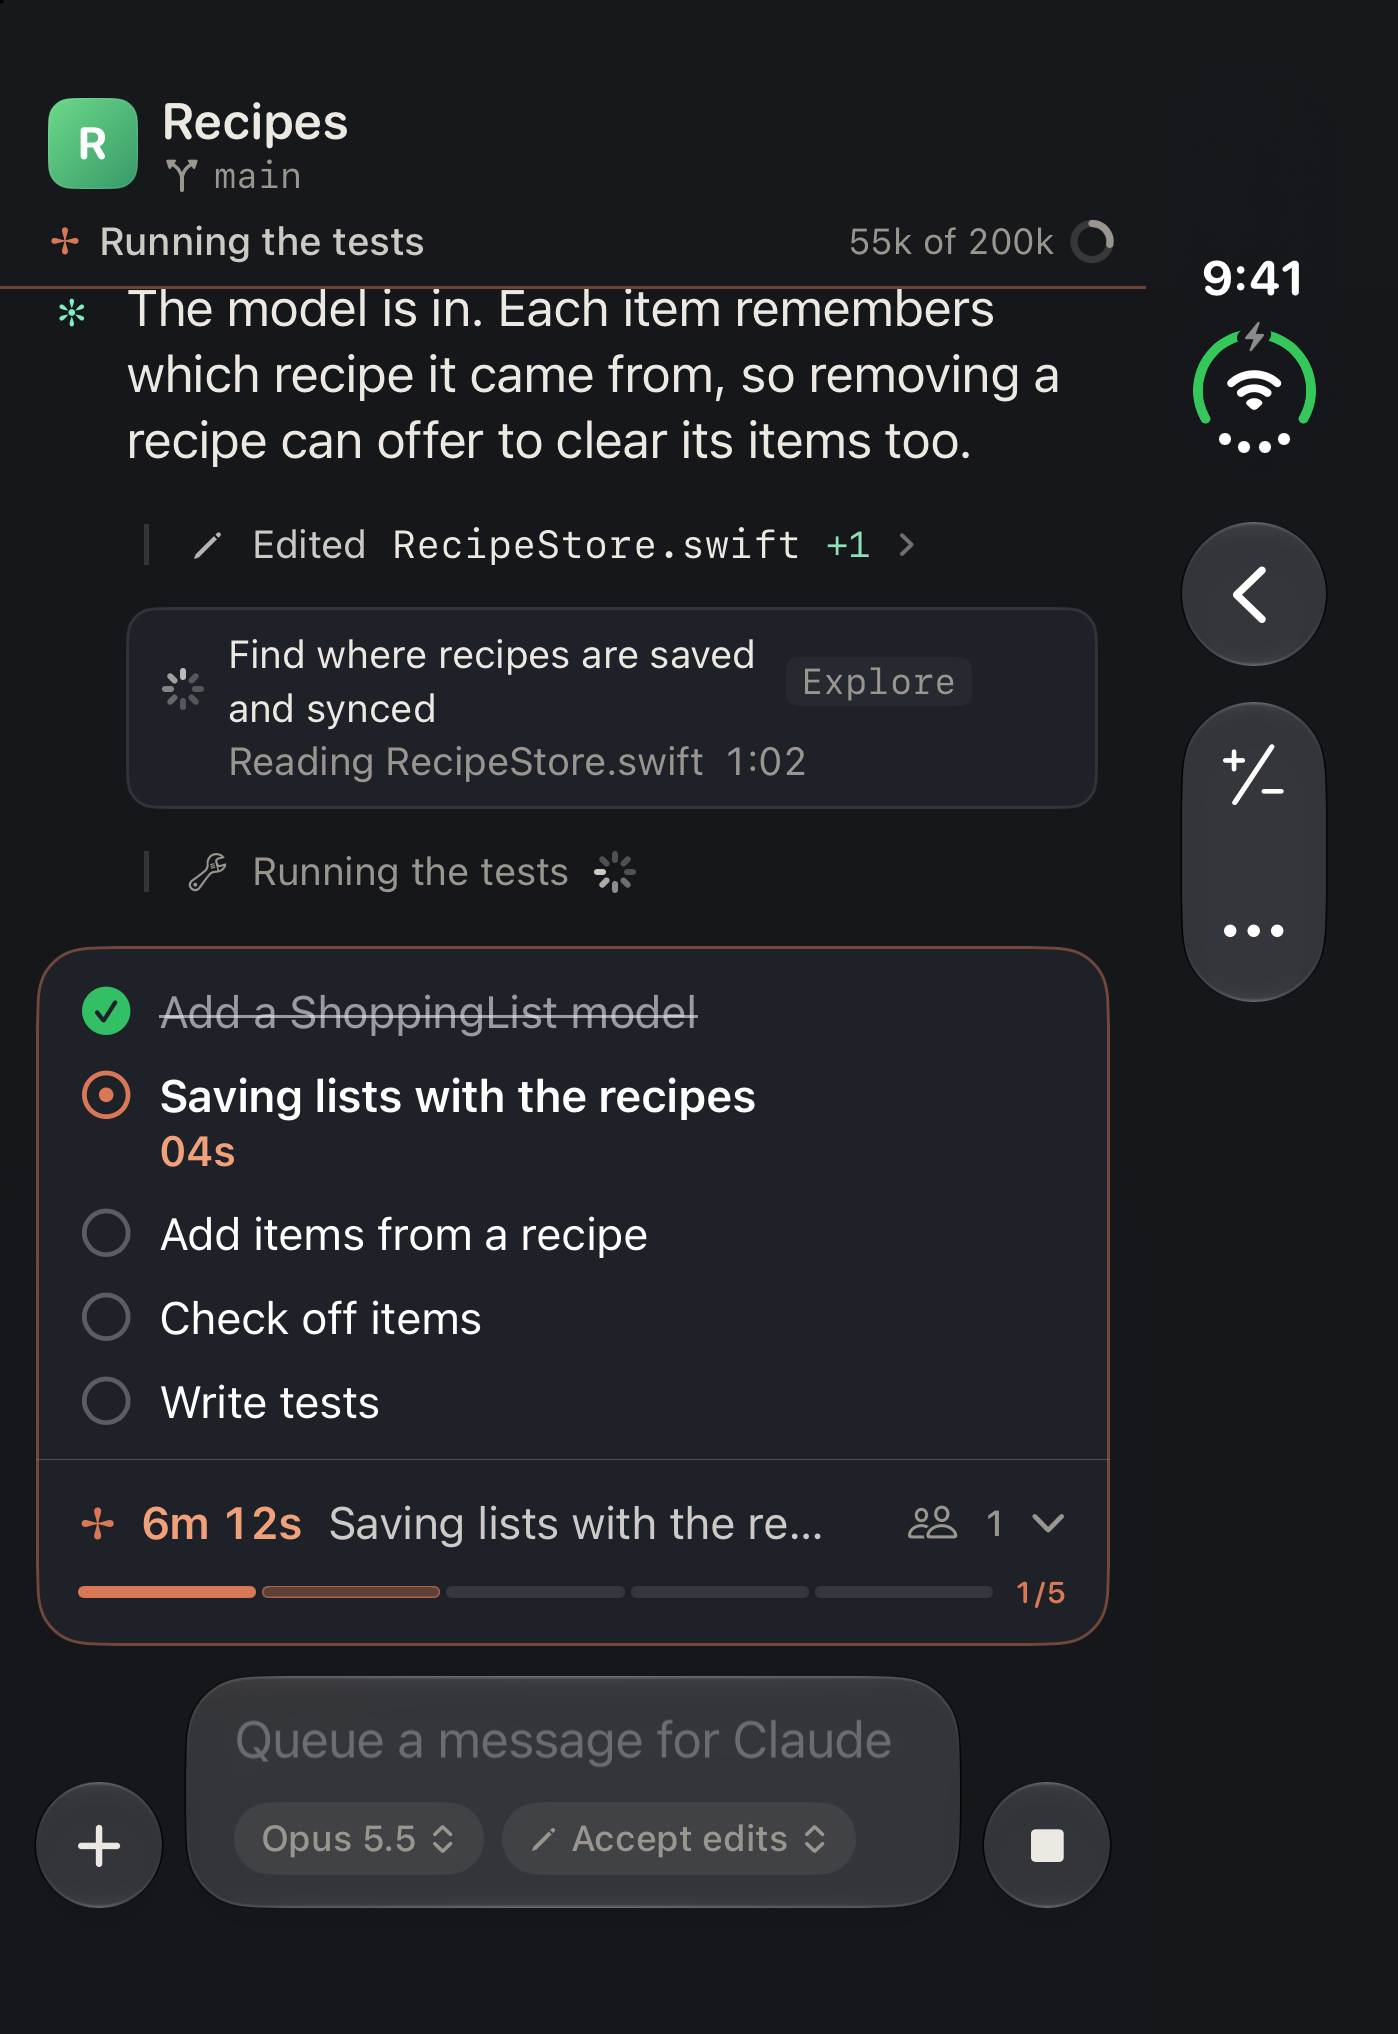 R
Recipes
main
Running the tests
55k of 200k
9:41
The model is in. Each item remembers
which recipe it came from, so removing a
recipe can offer to clear its items too.
Edited RecipeStore.swift +1
Find where recipes are saved
and synced
Explore
Reading RecipeStore.swift 1:02
Running the tests
Add a ShoppingList model
Saving lists with the recipes
04s
Add items from a recipe
Check off items
Write tests
6m 12s Saving lists with the re...
1
1/5
Queue a message for Claude
Opus 5.5
Accept edits